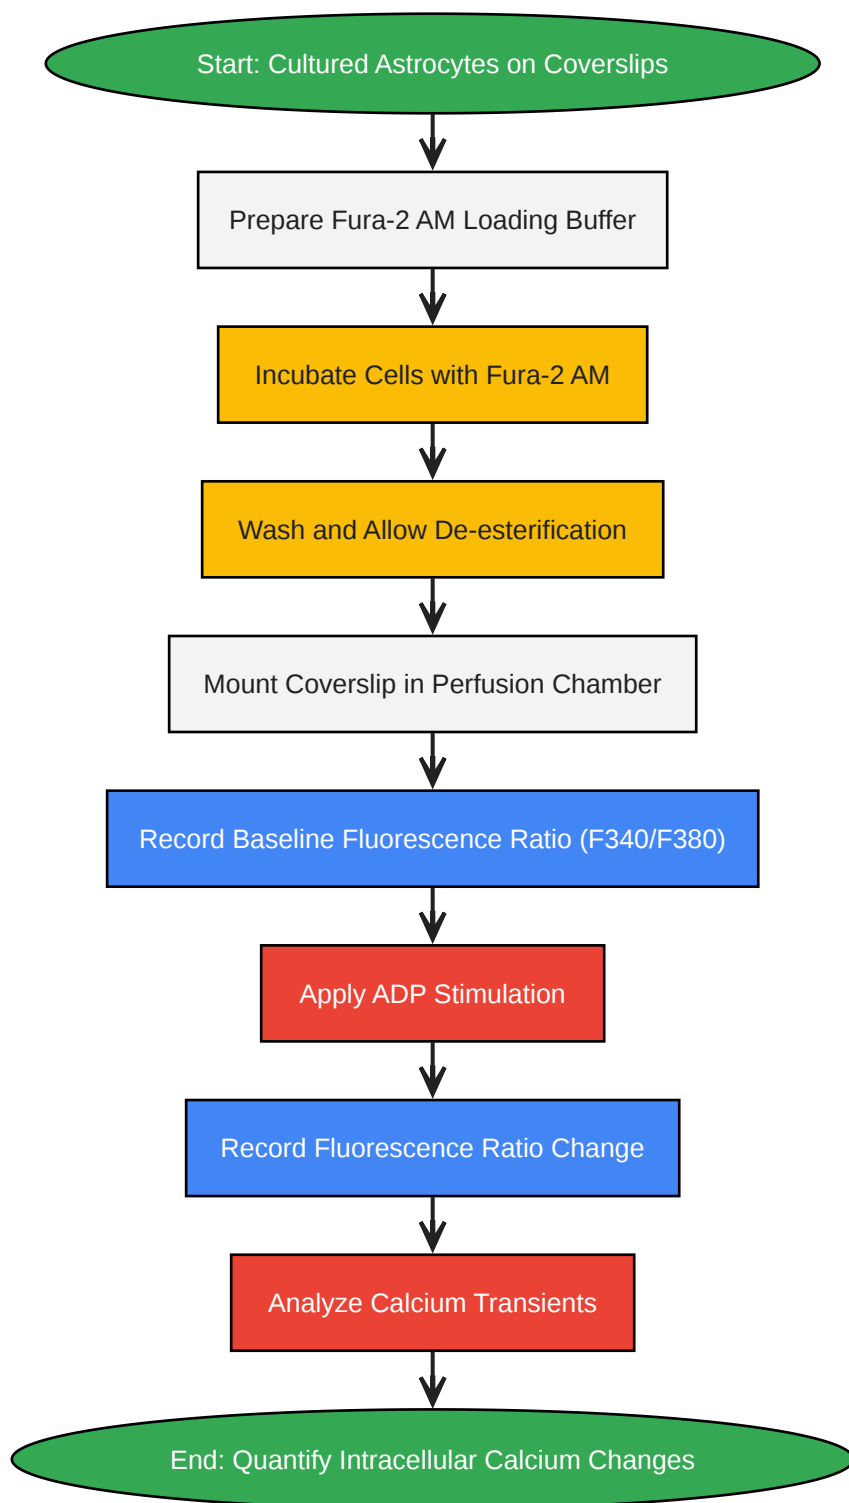 Start: Cultured Astrocytes on Coverslips
Prepare Fura-2 AM Loading Buffer
Incubate Cells with Fura-2 AM
Wash and Allow De-esterification
Mount Coverslip in Perfusion Chamber
Record Baseline Fluorescence Ratio (F340/F380)
Apply ADP Stimulation
Record Fluorescence Ratio Change
Analyze Calcium Transients
End: Quantify Intracellular Calcium Changes